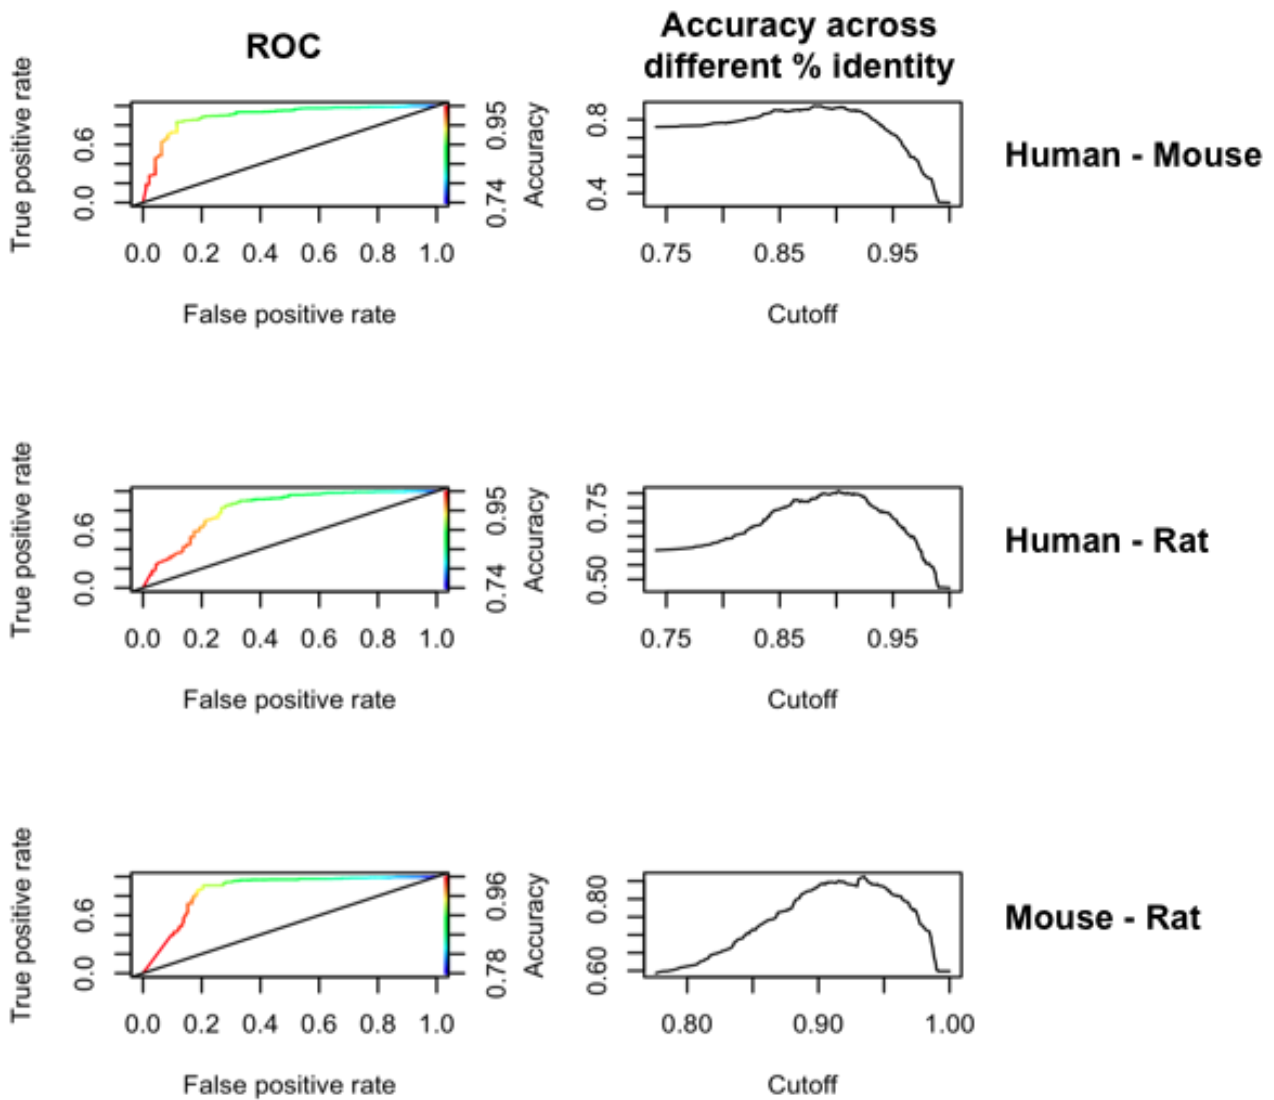 ROC
Accuracy across
different % identity
True positive rate
0.0 0.6
0.74 0.95
Accuracy
0.0 0.2 0.4 0.6 0.8 1.0
False positive rate
0.4 0.8
0.75 0.85 0.95
Cutoff
Human - Mouse
True positive rate
0.0 0.6
0.74 0.95
Accuracy
0.0 0.2 0.4 0.6 0.8 1.0
False positive rate
0.50 0.75
0.75 0.85 0.95
Cutoff
Human - Rat
True positive rate
0.0 0.6
0.78 0.96
Accuracy
0.0 0.2 0.4 0.6 0.8 1.0
False positive rate
0.60 0.80
0.80 0.90 1.00
Cutoff
Mouse - Rat